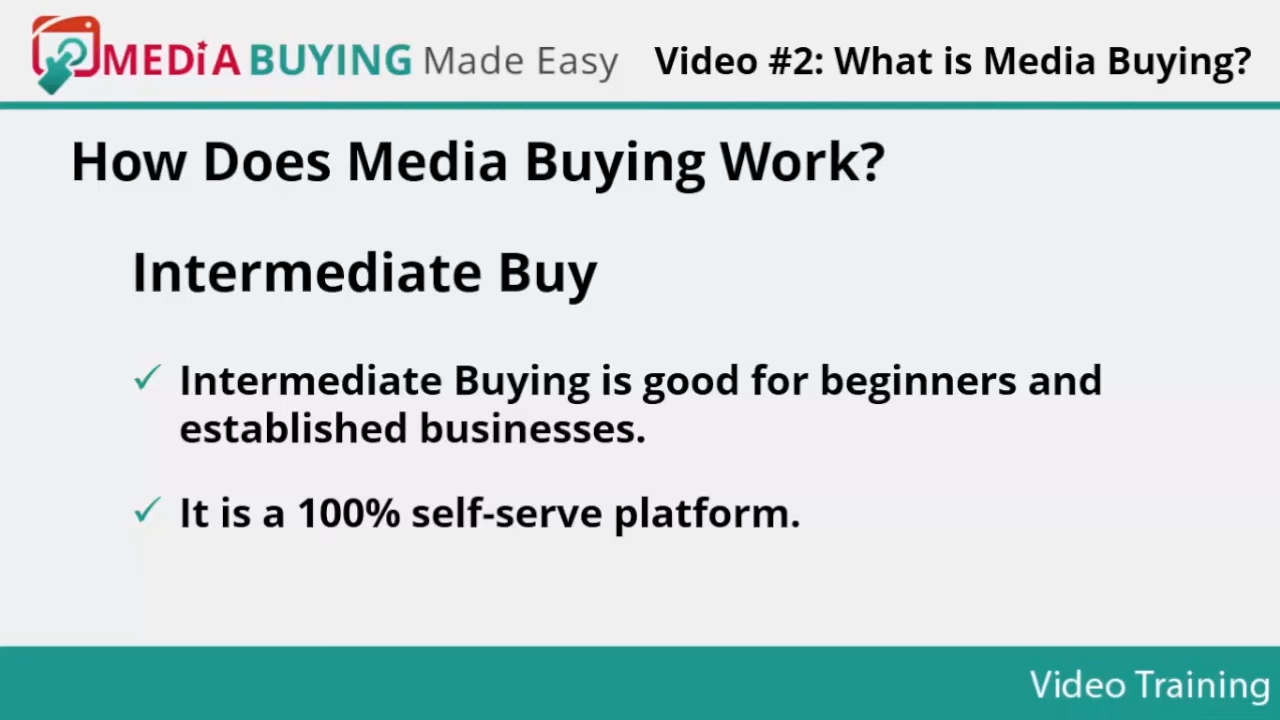 MEDiA BUYING Made Easy Video #2: What is Media Buying?
How Does Media Buying Work?
Intermediate Buy
✓ Intermediate Buying is good for beginners and
established businesses.
✓ It is a 100% self-serve platform.
Video Training